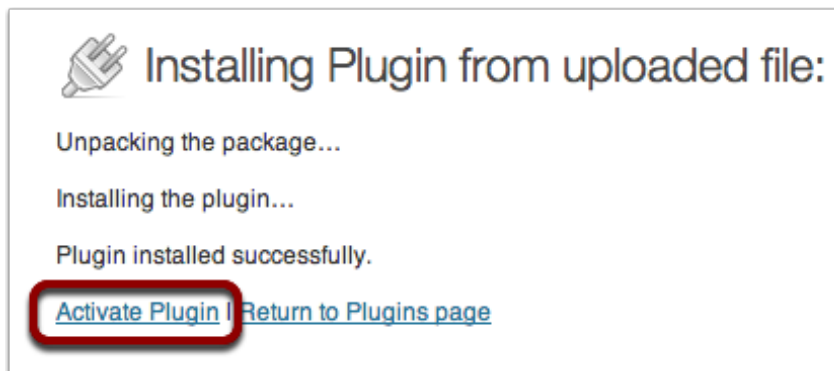 Installing Plugin from uploaded file:
Unpacking the package…
Installing the plugin…
Plugin installed successfully.
Activate Plugin | Return to Plugins page